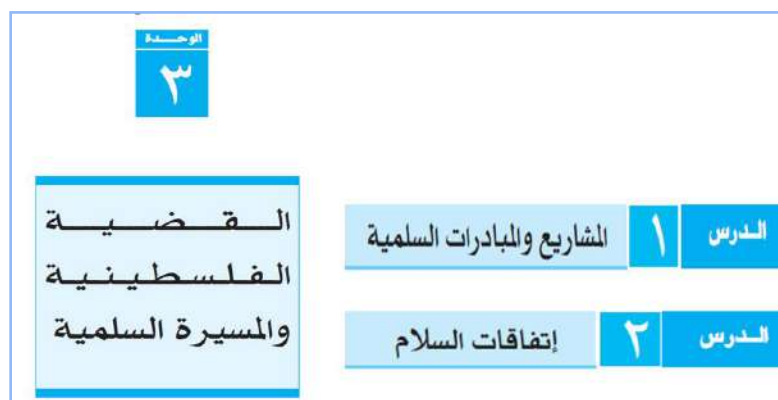 الوحدة
٣
القضية
الفلسطينية
والمسيرة السلمية
الدرس ١ المشاريع والمبادرات السلمية
الدرس ٢ إتفاقات السلام